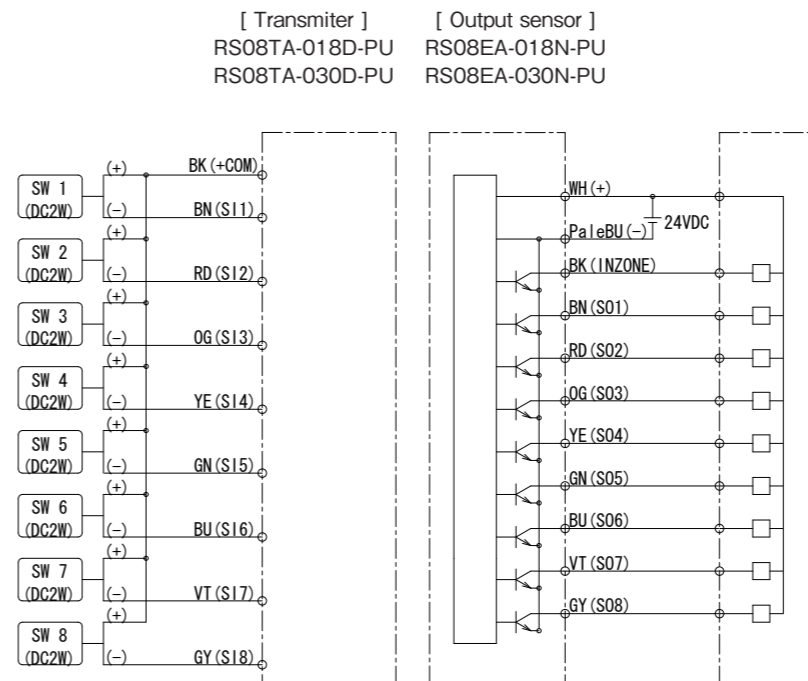 [ Transmiter ] [ Output sensor ]
RS08TA-018D-PU RS08EA-018N-PU
RS08TA-030D-PU RS08EA-030N-PU
SW 1
(DC2W)
(+)
(-)
BK(+COM)
BN(SI1)
SW 2
(DC2W)
(+)
(-)
RD(SI2)
SW 3
(DC2W)
(+)
(-)
OG(SI3)
SW 4
(DC2W)
(+)
(-)
YE(SI4)
SW 5
(DC2W)
(+)
(-)
GN(SI5)
SW 6
(DC2W)
(+)
(-)
BU(SI6)
SW 7
(DC2W)
(+)
(-)
VT(SI7)
SW 8
(DC2W)
(+)
(-)
GY(SI8)
WH(+)
24VDC
PaleBU(-)
BK(INZONE)
BN(SO1)
RD(SO2)
OG(SO3)
YE(SO4)
GN(SO5)
BU(SO6)
VT(SO7)
GY(SO8)